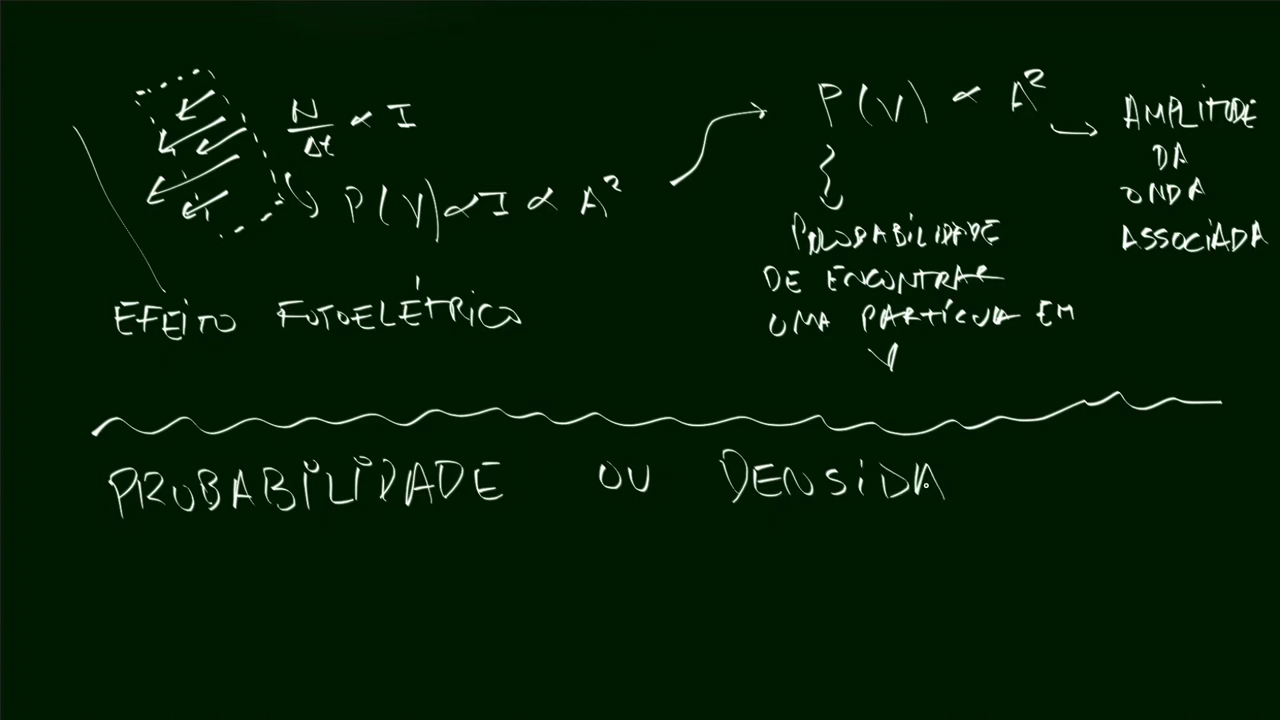 N/Δt ∝ I
P(V) ∝ I ∝ A²
EFEITO FOTOELÉTRICO
P(V) ∝ A²
PROBABILIDADE
DE ENCONTRAR
UMA PARTÍCULA EM
V
AMPLITUDE
DA
ONDA
ASSOCIADA
PROBABILIDADE OU DENSIDA